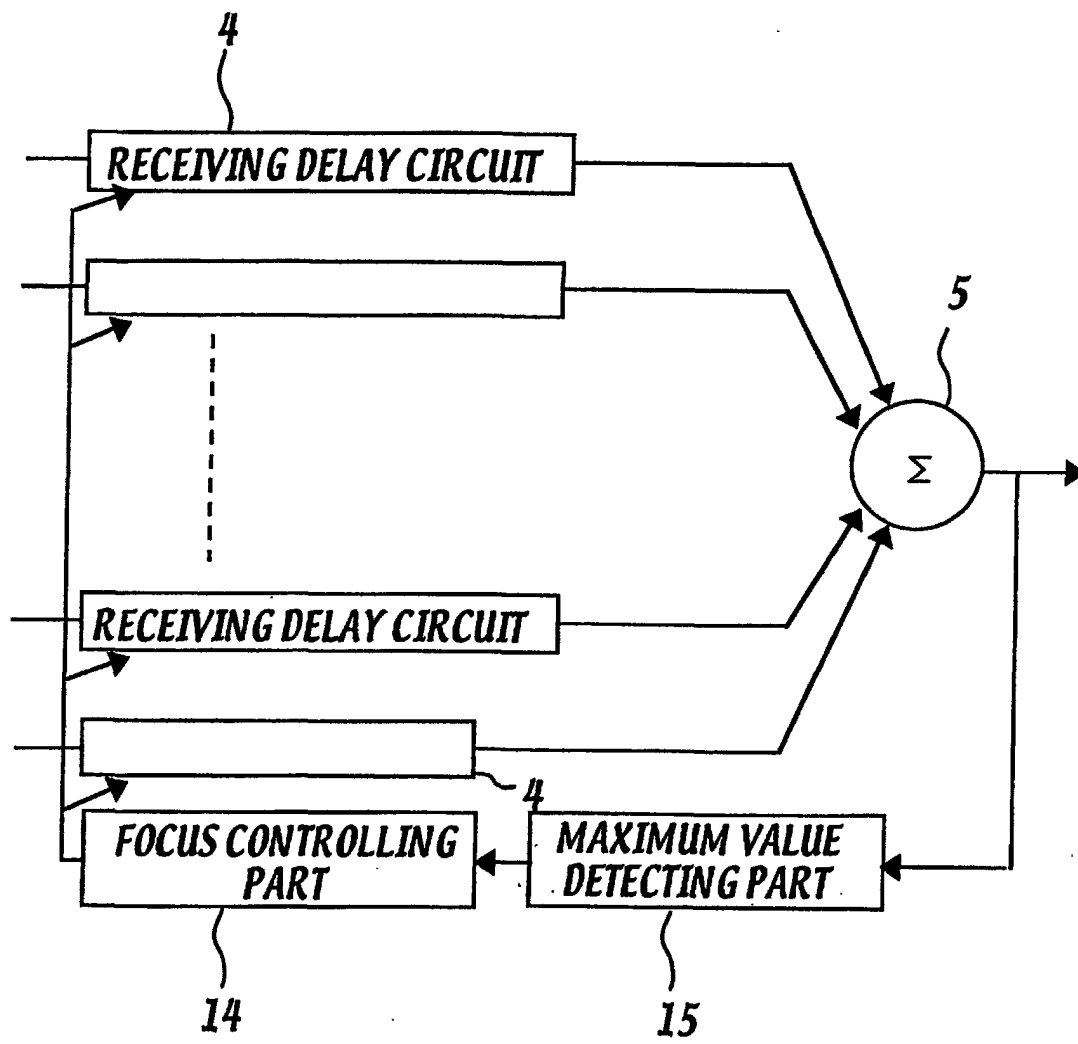 4
RECEIVING DELAY CIRCUIT
5
Σ
RECEIVING DELAY CIRCUIT
4
FOCUS CONTROLLING
PART
MAXIMUM VALUE
DETECTING PART
14
15